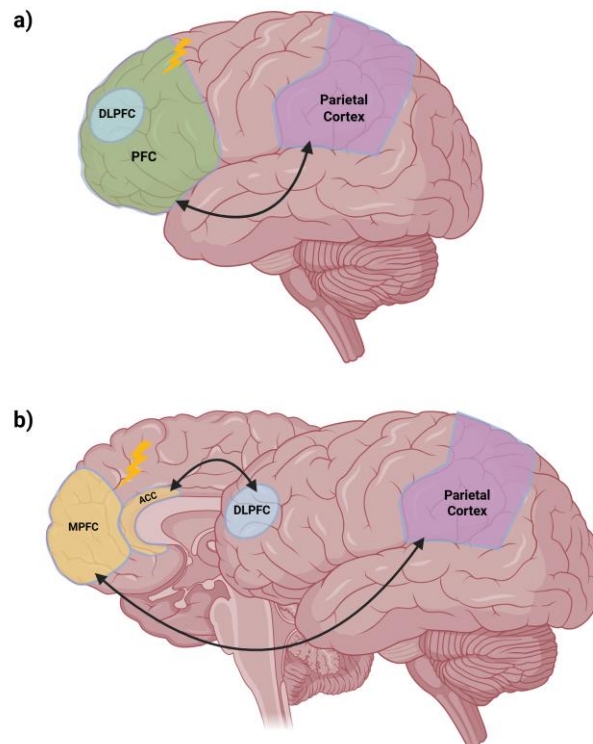 a)
DLPFC
PFC
Parietal
Cortex
b)
MPFC
ACC
DLPFC
Parietal
Cortex